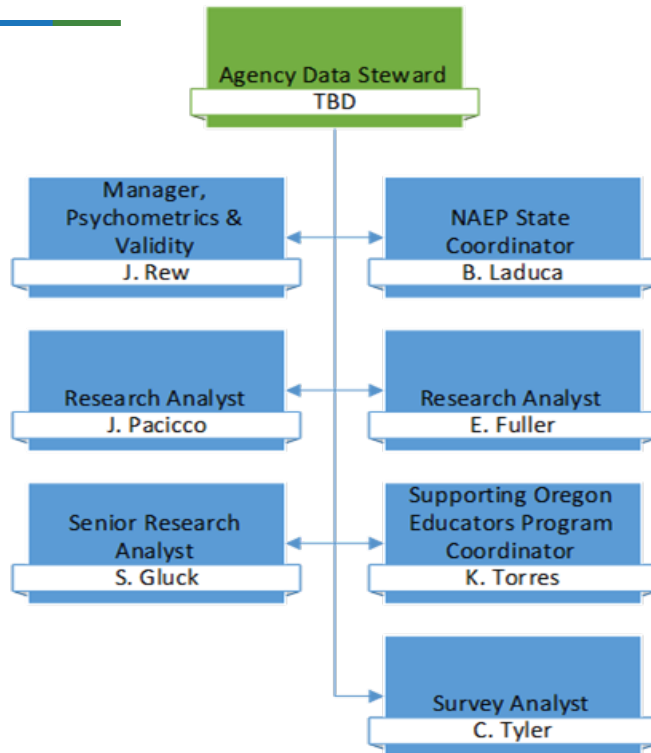 Agency Data Steward
TBD
Manager,
Psychometrics &
Validity
J. Rew
NAEP State
Coordinator
B. Laduca
Research Analyst
J. Pacicco
Research Analyst
E. Fuller
Senior Research
Analyst
S. Gluck
Supporting Oregon
Educators Program
Coordinator
K. Torres
Survey Analyst
C. Tyler